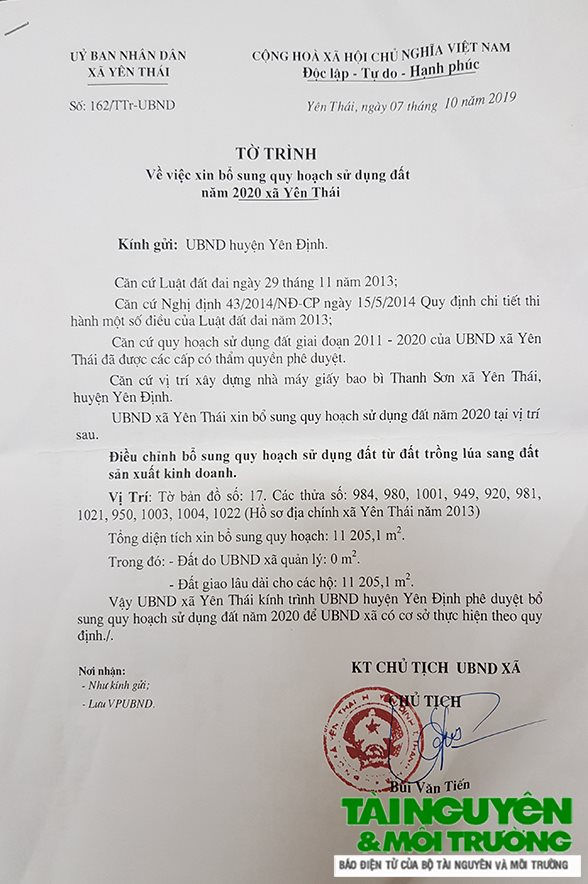 UỶ BAN NHÂN DÂN
XÃ YÊN THÁI
CỘNG HOÀ XÃ HỘI CHỦ NGHĨA VIỆT NAM
Độc lập - Tự do - Hạnh phúc
Số: 162/TTr-UBND
Yên Thái, ngày 07 tháng 10 năm 2019
TỜ TRÌNH
Về việc xin bổ sung quy hoạch sử dụng đất
năm 2020 xã Yên Thái
Kính gửi: UBND huyện Yên Định.
Căn cứ Luật đất đai ngày 29 tháng 11 năm 2013;
Căn cứ Nghị định 43/2014/NĐ-CP ngày 15/5/2014 Quy định chi tiết thi
hành một số điều của Luật đất đai năm 2013;
Căn cứ quy hoạch sử dụng đất giai đoạn 2011 - 2020 của UBND xã Yên
Thái đã được các cấp có thẩm quyền phê duyệt.
Căn cứ vị trí xây dựng nhà máy giấy bao bì Thanh Sơn xã Yên Thái,
huyện Yên Định.
UBND xã Yên Thái xin bổ sung quy hoạch sử dụng đất năm 2020 tại vị trí
sau.
Điều chỉnh bổ sung quy hoạch sử dụng đất từ đất trồng lúa sang đất
sản xuất kinh doanh.
Vị Trí: Tờ bản đồ số: 17. Các thửa số: 984, 980, 1001, 949, 920, 981,
1021, 950, 1003, 1004, 1022 (Hồ sơ địa chính xã Yên Thái năm 2013)
Tổng diện tích xin bổ sung quy hoạch: 11 205,1 m².
Trong đó: - Đất do UBND xã quản lý: 0 m².
- Đất giao lâu dài cho các hộ: 11 205,1 m².
Vậy UBND xã Yên Thái kính trình UBND huyện Yên Định phê duyệt bổ
sung quy hoạch sử dụng đất năm 2020 để UBND xã có cơ sở thực hiện theo quy
định./.
Nơi nhận:
- Như kính gửi;
- Lưu VPUBND.
KT CHỦ TỊCH UBND XÃ
CHỦ TỊCH
Bùi Văn Tiến
TÀI NGUYÊN
& MÔI TRƯỜNG
BÁO ĐIỆN TỬ CỦA BỘ TÀI NGUYÊN VÀ MÔI TRƯỜNG